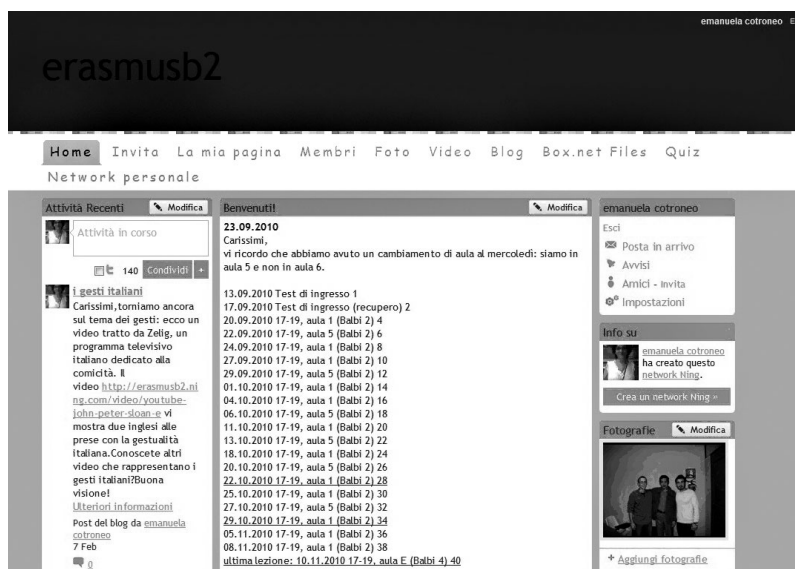 emanuela cotroneo E
erasmusb2
Home Invita La mia pagina Membri Foto Video Blog Box.net Files Quiz
Network personale
Attività Recenti Modifica
Attività in corso
140 Condividi +
i gesti italiani
Carissimi,torniamo ancora
sul tema dei gesti: ecco un
video tratto da Zelig, un
programma televisivo
italiano dedicato alla
comicità. Il
video http://erasmusb2.ni
ng.com/video/youtube-
john-peter-sloan-e vi
mostra due inglesi alle
prese con la gestualità
italiana.Conoscete altri
video che rappresentano i
gesti italiani?Buona
visione!
Ulteriori informazioni
Post del blog da emanuela
cotroneo
7 Feb
0
Benvenuti! Modifica
23.09.2010
Carissimi,
vi ricordo che abbiamo avuto un cambiamento di aula al mercoledì: siamo in
aula 5 e non in aula 6.
13.09.2010 Test di ingresso 1
17.09.2010 Test di ingresso (recupero) 2
20.09.2010 17-19, aula 1 (Balbi 2) 4
22.09.2010 17-19, aula 5 (Balbi 2) 6
24.09.2010 17-19, aula 1 (Balbi 2) 8
27.09.2010 17-19, aula 1 (Balbi 2) 10
29.09.2010 17-19, aula 5 (Balbi 2) 12
01.10.2010 17-19, aula 1 (Balbi 2) 14
04.10.2010 17-19, aula 1 (Balbi 2) 16
06.10.2010 17-19, aula 5 (Balbi 2) 18
11.10.2010 17-19, aula 1 (Balbi 2) 20
13.10.2010 17-19, aula 5 (Balbi 2) 22
18.10.2010 17-19, aula 1 (Balbi 2) 24
20.10.2010 17-19, aula 5 (Balbi 2) 26
22.10.2010 17-19, aula 1 (Balbi 2) 28
25.10.2010 17-19, aula 1 (Balbi 2) 30
27.10.2010 17-19, aula 5 (Balbi 2) 32
29.10.2010 17-19, aula 1 (Balbi 2) 34
05.11.2010 17-19, aula 1 (Balbi 2) 36
08.11.2010 17-19, aula 1 (Balbi 2) 38
ultima lezione: 10.11.2010 17-19, aula E (Balbi 4) 40
emanuela cotroneo
Esci
Posta in arrivo
Avvisi
Amici - Invita
Impostazioni
Info su
emanuela cotroneo
ha creato questo
network Ning.
Crea un network Ning »
Fotografie Modifica
+ Aggiungi fotografie